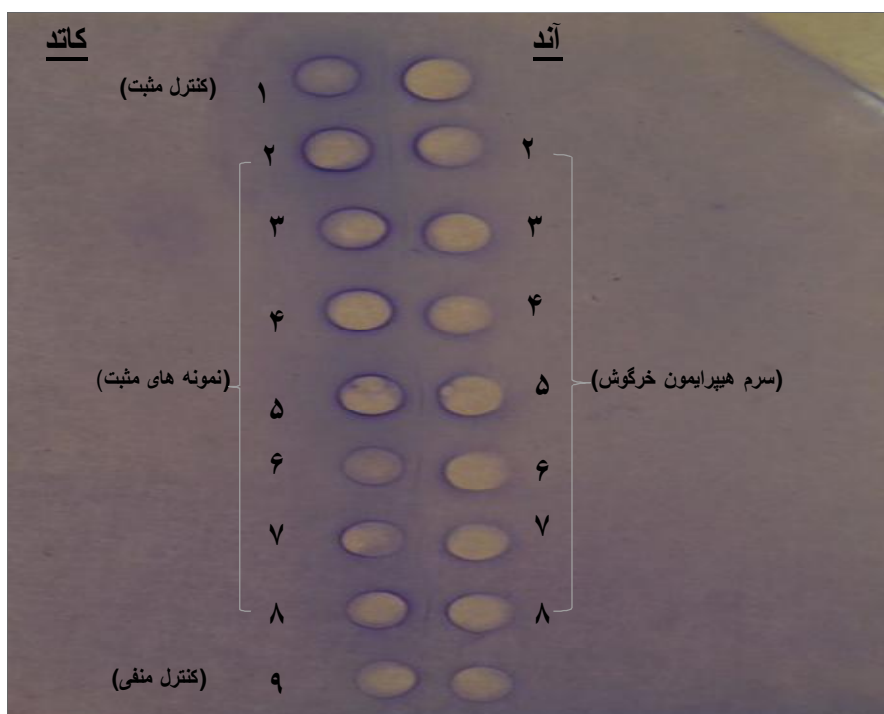 کاتد
آند
(کنترل مثبت)
۱
۲
۲
۳
۳
۴
۴
(نمونه های مثبت)
۵
۵
(سرم هیپرایمون خرگوش)
۶
۶
۷
۷
۸
۸
(کنترل منفی)
۹